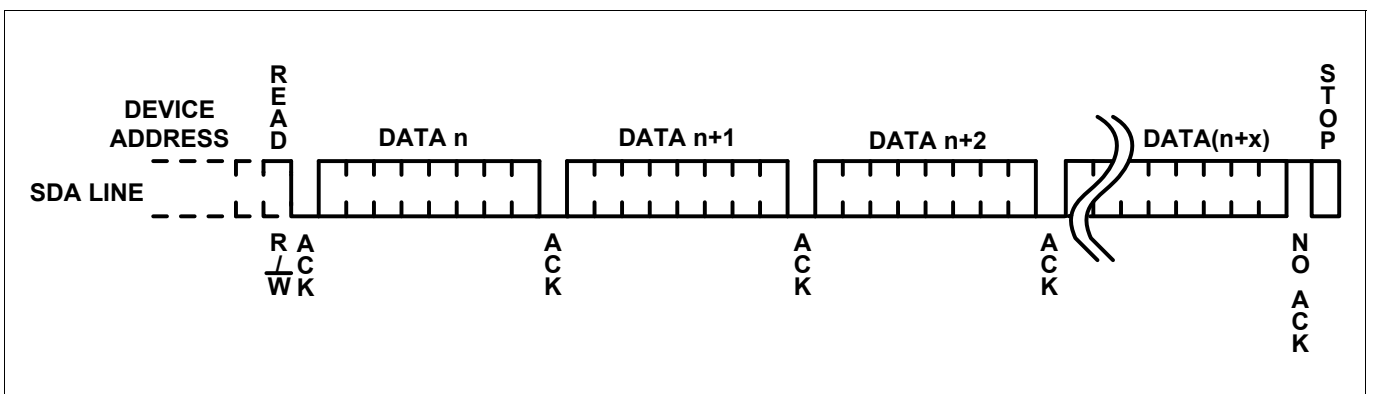 READ
STOP
DEVICE
ADDRESS
DATA n
DATA n+1
DATA n+2
DATA(n+x)
SDA LINE
R/W
ACK
ACK
ACK
ACK
NO ACK